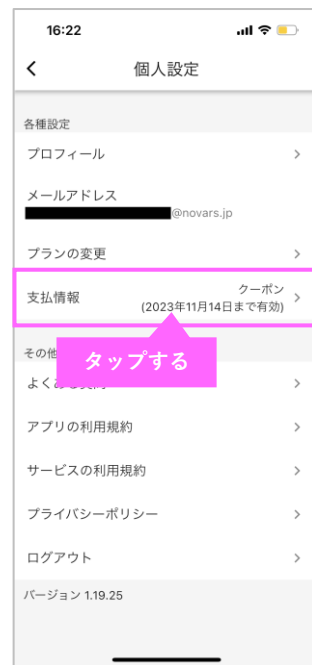 16:22
個人設定
各種設定
プロフィール
メールアドレス
@novars.jp
プランの変更
支払情報
クーポン
(2023年11月14日まで有効)
タップする
その他
よく
アプリの利用規約
サービスの利用規約
プライバシーポリシー
ログアウト
バージョン 1.19.25